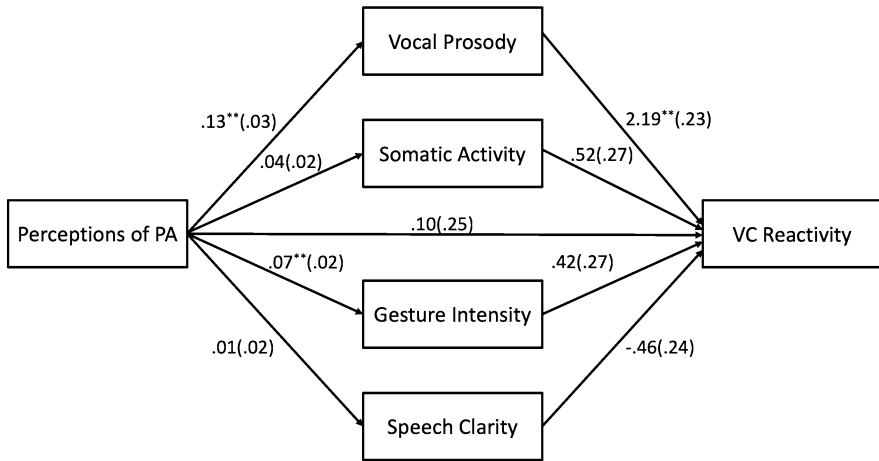 Vocal Prosody
.13**(.03)
2.19**(.23)
Somatic Activity
.04(.02)
.52(.27)
Perceptions of PA
.10(.25)
VC Reactivity
.07**(.02)
.42(.27)
Gesture Intensity
.01(.02)
-.46(.24)
Speech Clarity